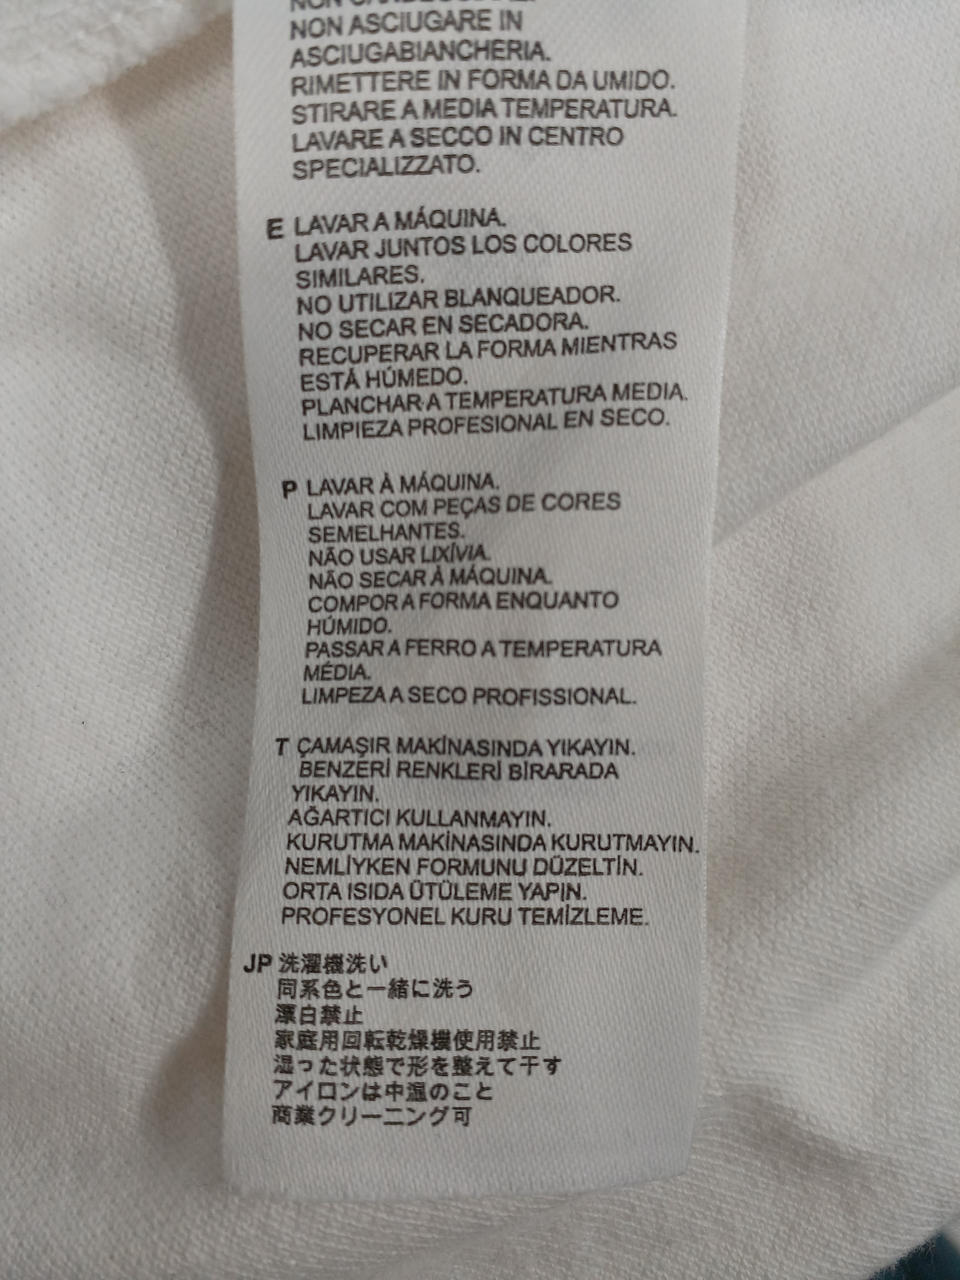 NON ASCIUGARE IN
ASCIUGABIANCHERIA.
RIMETTERE IN FORMA DA UMIDO.
STIRARE A MEDIA TEMPERATURA.
LAVARE A SECCO IN CENTRO
SPECIALIZZATO.
E LAVAR A MÁQUINA.
LAVAR JUNTOS LOS COLORES
SIMILARES.
NO UTILIZAR BLANQUEADOR.
NO SECAR EN SECADORA.
RECUPERAR LA FORMA MIENTRAS
ESTÁ HÚMEDO.
PLANCHAR A TEMPERATURA MEDIA.
LIMPIEZA PROFESIONAL EN SECO.
P LAVAR À MÁQUINA.
LAVAR COM PEÇAS DE CORES
SEMELHANTES.
NÃO USAR LIXÍVIA.
NÃO SECAR À MÁQUINA.
COMPOR A FORMA ENQUANTO
HÚMIDO.
PASSAR A FERRO A TEMPERATURA
MÉDIA.
LIMPEZA A SECO PROFISSIONAL.
T ÇAMAŞIR MAKİNASINDA YIKAYIN.
BENZERİ RENKLERİ BİRARADA
YIKAYIN.
AĞARTICI KULLANMAYIN.
KURUTMA MAKİNASINDA KURUTMAYIN.
NEMLİYKEN FORMUNU DÜZELTİN.
ORTA ISIDA ÜTÜLEME YAPIN.
PROFESYONEL KURU TEMİZLEME.
JP 洗濯機洗い
同系色と一緒に洗う
漂白禁止
家庭用回転乾燥機使用禁止
湿った状態で形を整えて干す
アイロンは中温のこと
商業クリーニング可